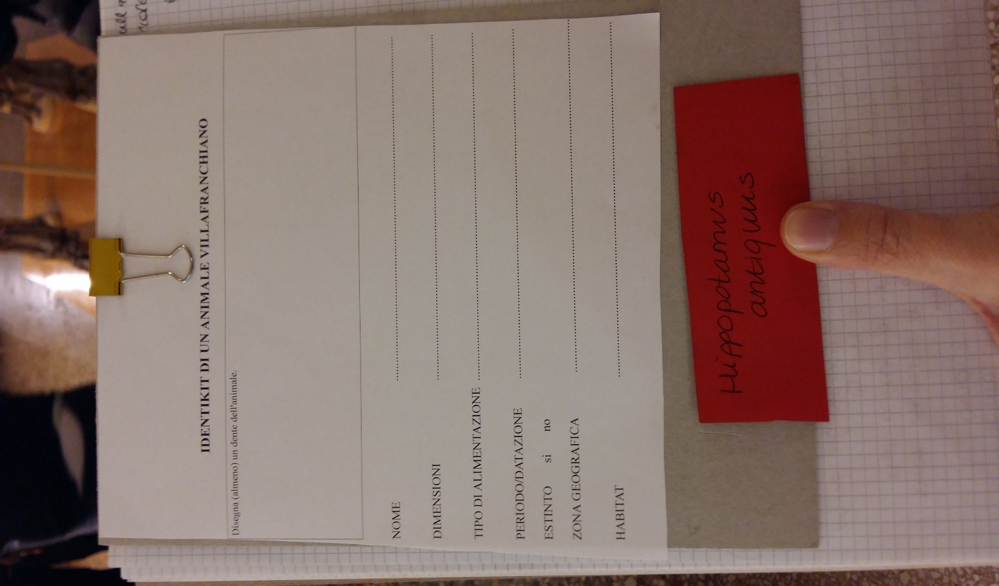 IDENTIKIT DI UN ANIMALE VILLAFRANCHIANO
Disegna (almeno) un dente dell'animale.
NOME ........................................
DIMENSIONI ........................................
TIPO DI ALIMENTAZIONE ........................................
PERIODO/DATAZIONE ........................................
ESTINTO si no
ZONA GEOGRAFICA ........................................
HABITAT ........................................
Hippopotamus
antiquus